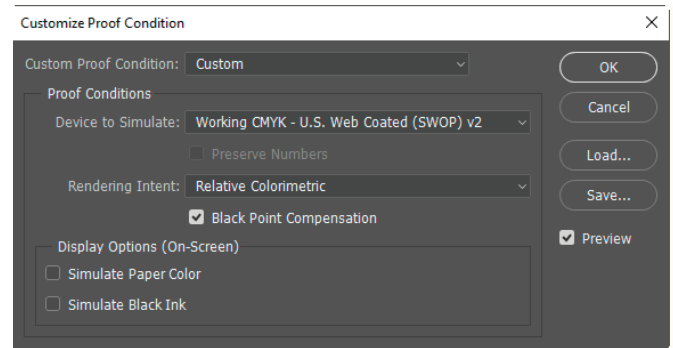 Customize Proof Condition
Custom Proof Condition: Custom
OK
Proof Conditions
Device to Simulate: Working CMYK - U.S. Web Coated (SWOP) v2
Cancel
Preserve Numbers
Load...
Rendering Intent: Relative Colorimetric
Save...
Black Point Compensation
Preview
Display Options (On-Screen)
Simulate Paper Color
Simulate Black Ink